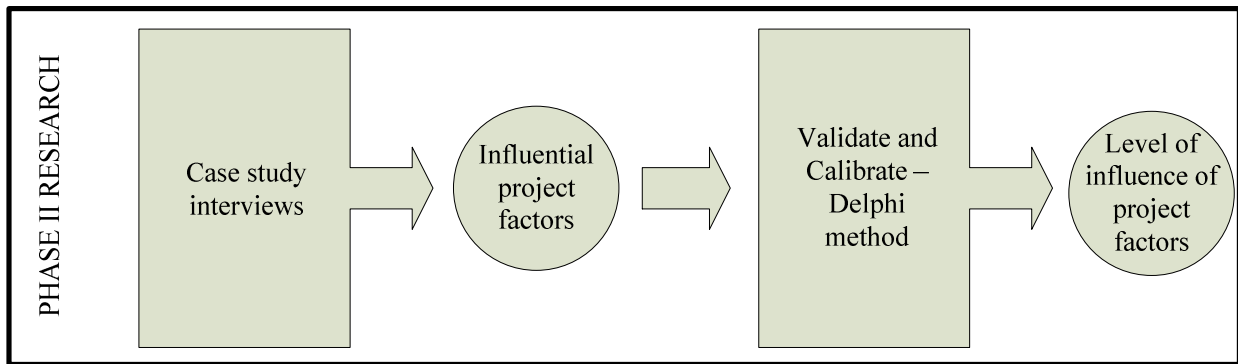 PHASE II RESEARCH
Case study
interviews
Influential
project
factors
Validate and
Calibrate –
Delphi
method
Level of
influence of
project
factors